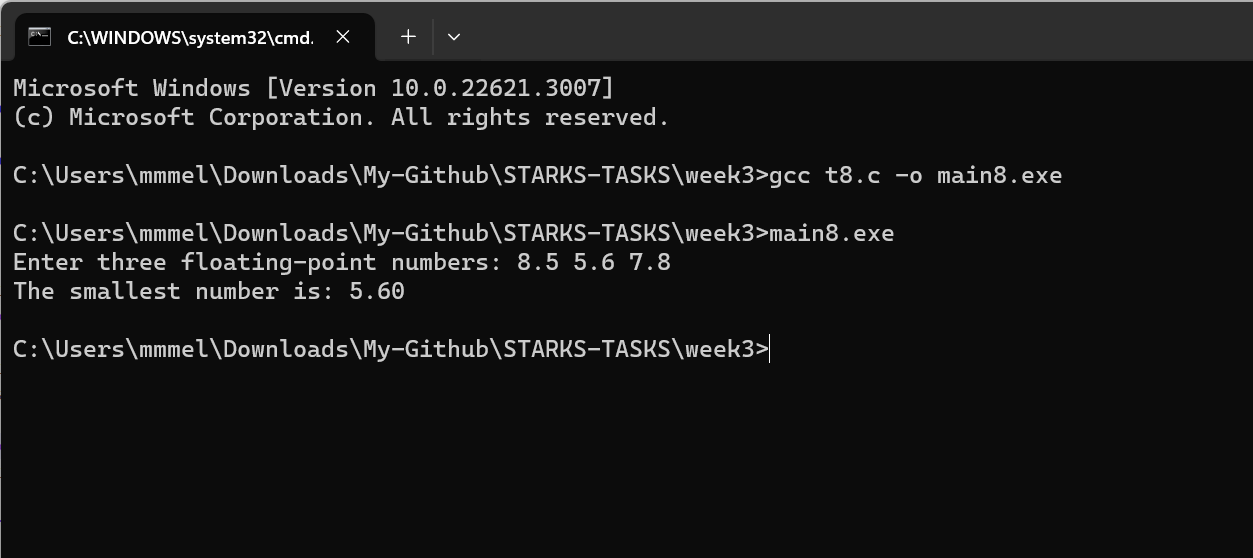 C:\WINDOWS\system32\cmd.
Microsoft Windows [Version 10.0.22621.3007]
(c) Microsoft Corporation. All rights reserved.
C:\Users\mmmel\Downloads\My-Github\STARKS-TASKS\week3>gcc t8.c -o main8.exe
C:\Users\mmmel\Downloads\My-Github\STARKS-TASKS\week3>main8.exe
Enter three floating-point numbers: 8.5 5.6 7.8
The smallest number is: 5.60
C:\Users\mmmel\Downloads\My-Github\STARKS-TASKS\week3>